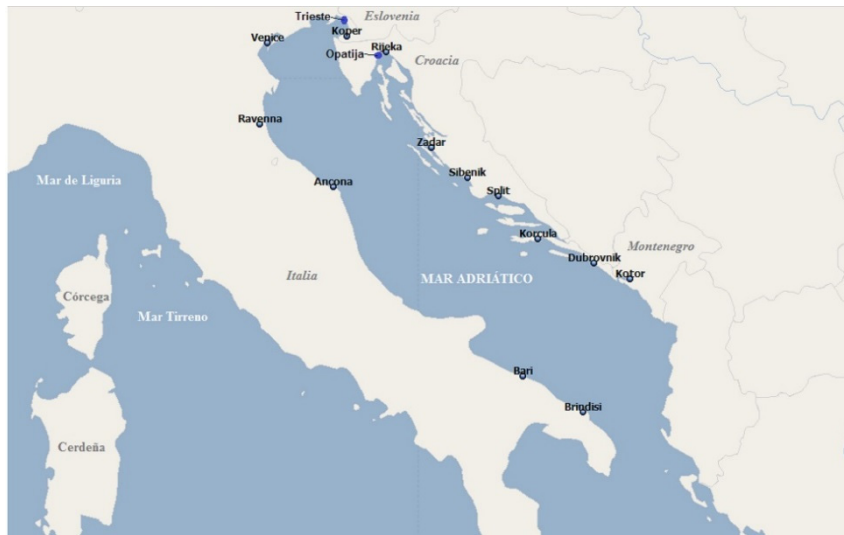 Trieste
Eslovenia
Venice
Koper
Rijeka
Opatija
Croacia
Ravenna
Zadar
Mar de Liguria
Sibenik
Ancona
Split
Korcula
Montenegro
Dubrovnik
Italia
MAR ADRIÁTICO
Kotor
Córcega
Mar Tirreno
Bari
Brindisi
Cerdeña